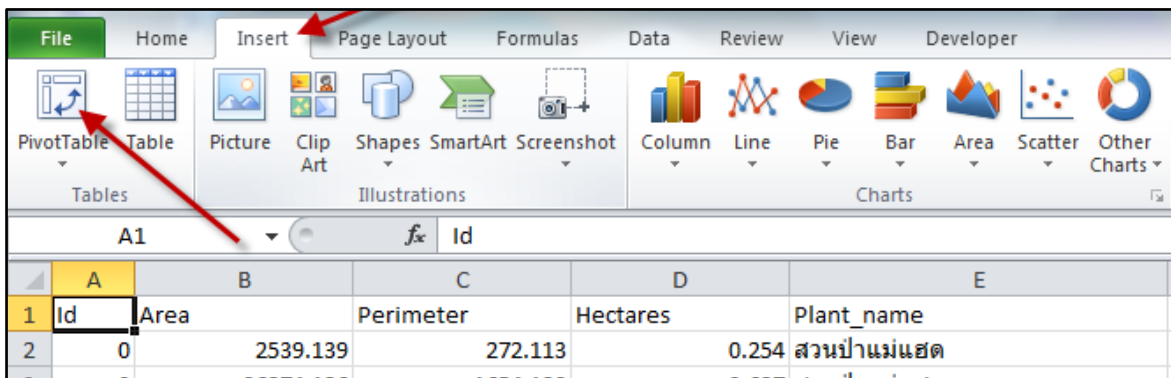 File Home Insert Page Layout Formulas Data Review View Developer
PivotTable Table Picture Clip Art Shapes SmartArt Screenshot Column Line Pie Bar Area Scatter Other Charts
Tables Illustrations Charts
A1 fx Id
A B C D E
1 Id Area Perimeter Hectares Plant_name
2 0 2539.139 272.113 0.254 สวนป่าแม่แฮด